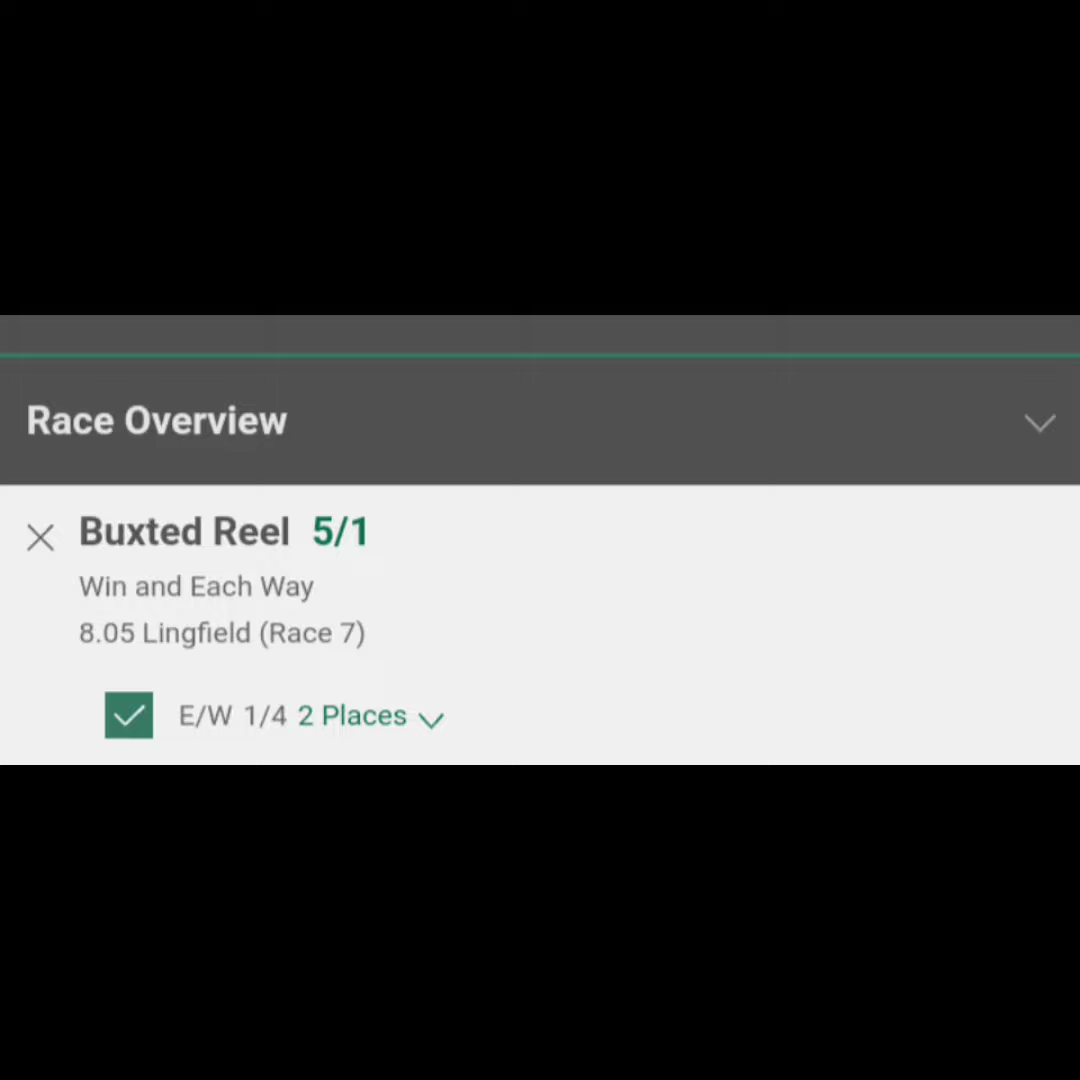 Race Overview
Buxted Reel 5/1
Win and Each Way
8.05 Lingfield (Race 7)
E/W 1/4 2 Places